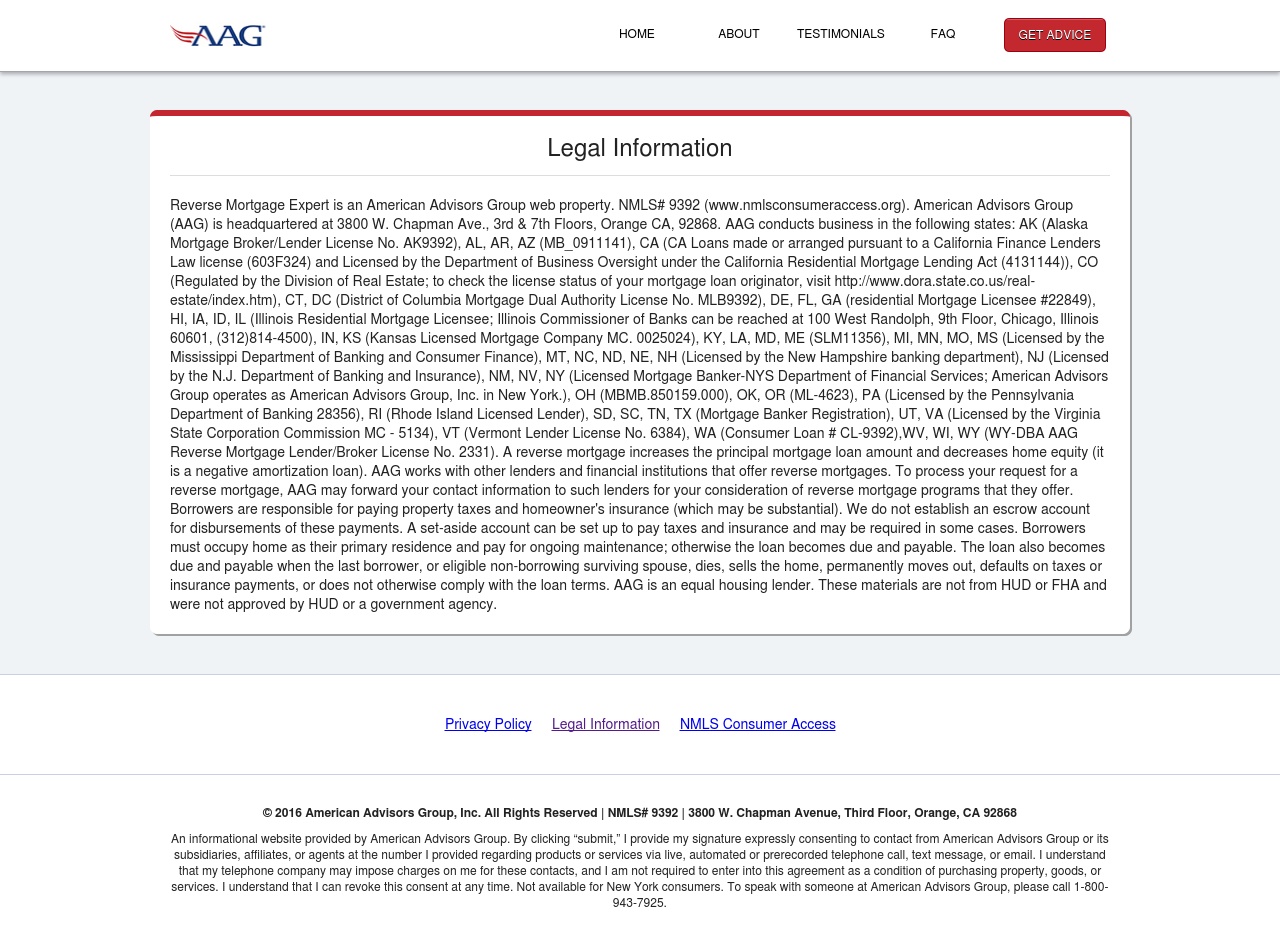 AAG
HOME
ABOUT
TESTIMONIALS
FAQ
GET ADVICE
Legal Information
Reverse Mortgage Expert is an American Advisors Group web property. NMLS# 9392 (www.nmlsconsumeraccess.org). American Advisors Group
(AAG) is headquartered at 3800 W. Chapman Ave., 3rd & 7th Floors, Orange CA, 92868. AAG conducts business in the following states: AK (Alaska
Mortgage Broker/Lender License No. AK9392), AL, AR, AZ (MB_0911141), CA (CA Loans made or arranged pursuant to a California Finance Lenders
Law license (603F324) and Licensed by the Department of Business Oversight under the California Residential Mortgage Lending Act (4131144)), CO
(Regulated by the Division of Real Estate; to check the license status of your mortgage loan originator, visit http://www.dora.state.co.us/real-
estate/index.htm), CT, DC (District of Columbia Mortgage Dual Authority License No. MLB9392), DE, FL, GA (residential Mortgage Licensee #22849),
HI, IA, ID, IL (Illinois Residential Mortgage Licensee; Illinois Commissioner of Banks can be reached at 100 West Randolph, 9th Floor, Chicago, Illinois
60601, (312)814-4500), IN, KS (Kansas Licensed Mortgage Company MC. 0025024), KY, LA, MD, ME (SLM11356), MI, MN, MO, MS (Licensed by the
Mississippi Department of Banking and Consumer Finance), MT, NC, ND, NE, NH (Licensed by the New Hampshire banking department), NJ (Licensed
by the N.J. Department of Banking and Insurance), NM, NV, NY (Licensed Mortgage Banker-NYS Department of Financial Services; American Advisors
Group operates as American Advisors Group, Inc. in New York.), OH (MBMB.850159.000), OK, OR (ML-4623), PA (Licensed by the Pennsylvania
Department of Banking 28356), RI (Rhode Island Licensed Lender), SD, SC, TN, TX (Mortgage Banker Registration), UT, VA (Licensed by the Virginia
State Corporation Commission MC - 5134), VT (Vermont Lender License No. 6384), WA (Consumer Loan # CL-9392),WV, WI, WY (WY-DBA AAG
Reverse Mortgage Lender/Broker License No. 2331). A reverse mortgage increases the principal mortgage loan amount and decreases home equity (it
is a negative amortization loan). AAG works with other lenders and financial institutions that offer reverse mortgages. To process your request for a
reverse mortgage, AAG may forward your contact information to such lenders for your consideration of reverse mortgage programs that they offer.
Borrowers are responsible for paying property taxes and homeowner's insurance (which may be substantial). We do not establish an escrow account
for disbursements of these payments. A set-aside account can be set up to pay taxes and insurance and may be required in some cases. Borrowers
must occupy home as their primary residence and pay for ongoing maintenance; otherwise the loan becomes due and payable. The loan also becomes
due and payable when the last borrower, or eligible non-borrowing surviving spouse, dies, sells the home, permanently moves out, defaults on taxes or
insurance payments, or does not otherwise comply with the loan terms. AAG is an equal housing lender. These materials are not from HUD or FHA and
were not approved by HUD or a government agency.
Privacy Policy
Legal Information
NMLS Consumer Access
© 2016 American Advisors Group, Inc. All Rights Reserved | NMLS# 9392 | 3800 W. Chapman Avenue, Third Floor, Orange, CA 92868
An informational website provided by American Advisors Group. By clicking “submit,” I provide my signature expressly consenting to contact from American Advisors Group or its
subsidiaries, affiliates, or agents at the number I provided regarding products or services via live, automated or prerecorded telephone call, text message, or email. I understand
that my telephone company may impose charges on me for these contacts, and I am not required to enter into this agreement as a condition of purchasing property, goods, or
services. I understand that I can revoke this consent at any time. Not available for New York consumers. To speak with someone at American Advisors Group, please call 1-800-
943-7925.